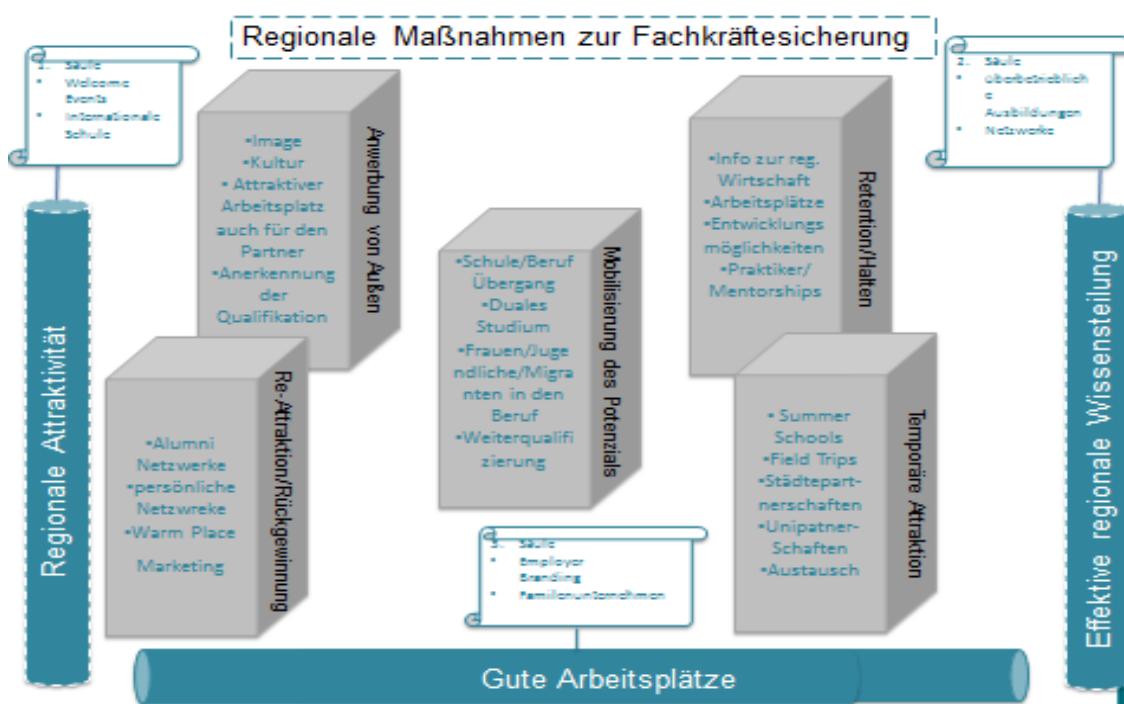 Regionale Maßnahmen zur Fachkräftesicherung
1. Säule
• Welcome
Events
• Internationale
Schule
2. Säule
• überbetrieblich
e
Ausbildungen
• Netzwerke
Regionale Attraktivität
•Image
•Kultur
• Attraktiver
Arbeitsplatz
auch für den
Partner
•Anerkennung
der
Qualifikation
Anwerbung von Außen
•Alumni
Netzwerke
•persönliche
Netzwreke
•Warm Place
Marketing
Re-Attraktion/Rückgewinnung
•Schule/Beruf
Übergang
•Duales
Studium
•Frauen/Juge
ndliche/Migra
nten in den
Beruf
•Weiterqualifi
zierung
Mobilisierung des Potenzials
•Info zur reg.
Wirtschaft
•Arbeitsplätze
•Entwicklungs
möglichkeiten
•Praktiker/
Mentorships
Retention/Halten
• Summer
Schools
•Field Trips
•Städtepart-
nerschaften
•Unipatner-
Schaften
•Austausch
Temporäre Attraktion
Effektive regionale Wissensteilung
3. Säule
• Employer
Branding
• Familienunternehmen
Gute Arbeitsplätze